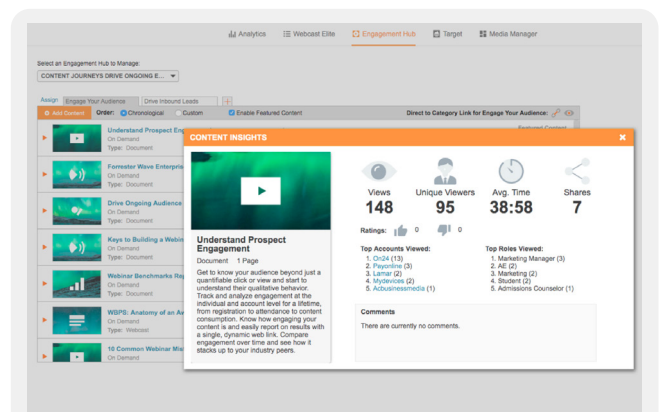 Analytics
Webcast Elite
Engagement Hub
Target
Media Manager
Select an Engagement Hub to Manage:
CONTENT JOURNEYS DRIVE ONGOING E...
Assign
Engage Your Audience
Drive Inbound Leads
+
Add Content
Order:
Chronological
Custom
Enable Featured Content
Direct to Category Link for Engage Your Audience:
Featured Content
Understand Prospect Eng
On Demand
Type: Document
Forrester Wave Enterprise
On Demand
Type: Document
Drive Ongoing Audience
On Demand
Type: Document
Keys to Building a Webin
On Demand
Type: Document
Webinar Benchmarks Rep
On Demand
Type: Document
WBPS: Anatomy of an Aw
On Demand
Type: Webcast
10 Common Webinar Mis
On Demand
CONTENT INSIGHTS
Understand Prospect
Engagement
Document 1 Page
Get to know your audience beyond just a
quantifiable click or view and start to
understand their qualitative behavior.
Track and analyze engagement at the
individual and account level for a lifetime,
from registration to attendance to content
consumption. Know how engaging your
content is and easily report on results with
a single, dynamic web link. Compare
engagement over time and see how it
stacks up to your industry peers.
Views
148
Unique Viewers
95
Avg. Time
38:58
Shares
7
Ratings: 0 0
Top Accounts Viewed:
1. On24 (13)
2. Payonline (3)
3. Lamar (2)
4. Mydevices (2)
5. Acbusinessmedia (1)
Top Roles Viewed:
1. Marketing Manager (3)
2. AE (2)
3. Marketing (2)
4. Student (2)
5. Admissions Counselor (1)
Comments
There are currently no comments.